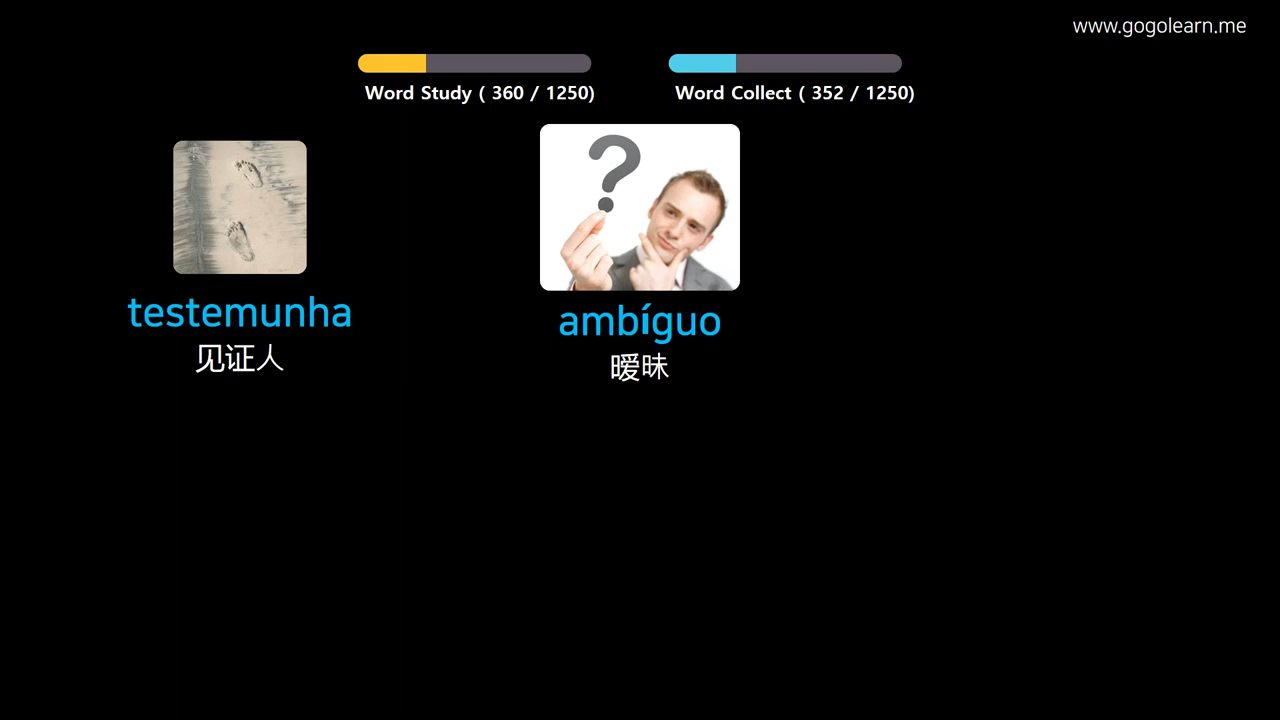 www.gogolearn.me
Word Study ( 360 / 1250)
Word Collect ( 352 / 1250)
testemunha
见证人
ambíguo
暧昧